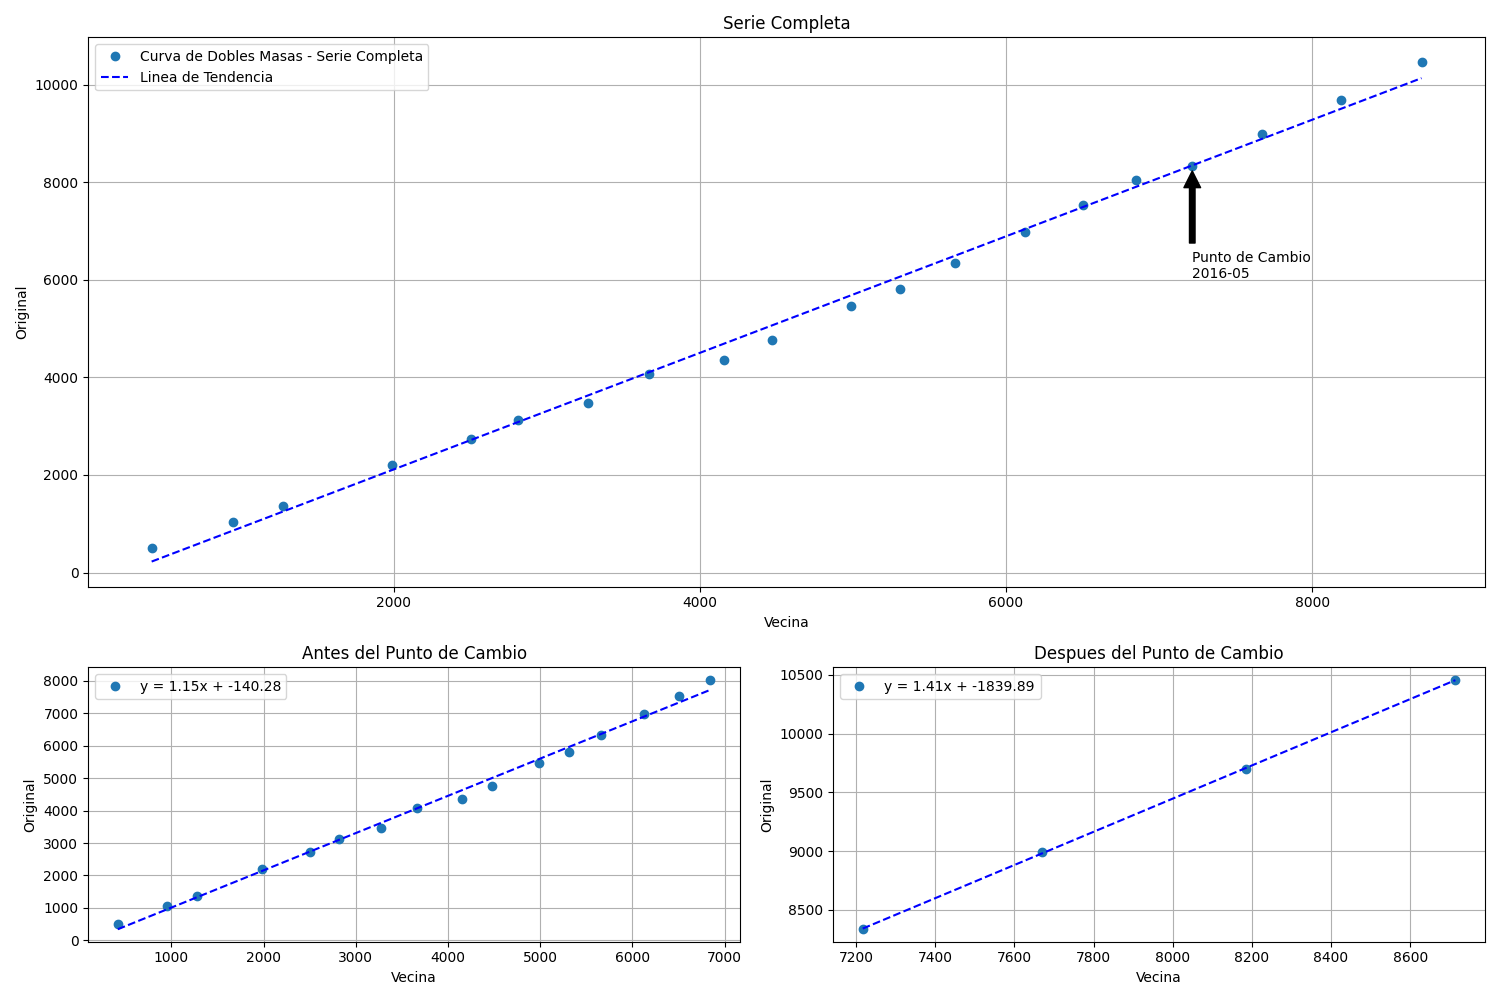 Serie Completa
Curva de Dobles Masas - Serie Completa
Linea de Tendencia
10000
8000
6000
4000
2000
0
Original
Punto de Cambio
2016-05
2000
4000
6000
8000
Vecina
Antes del Punto de Cambio
y = 1.15x + -140.28
8000
7000
6000
5000
4000
3000
2000
1000
0
Original
1000
2000
3000
4000
5000
6000
7000
Vecina
Despues del Punto de Cambio
y = 1.41x + -1839.89
10500
10000
9500
9000
8500
Original
7200
7400
7600
7800
8000
8200
8400
8600
Vecina